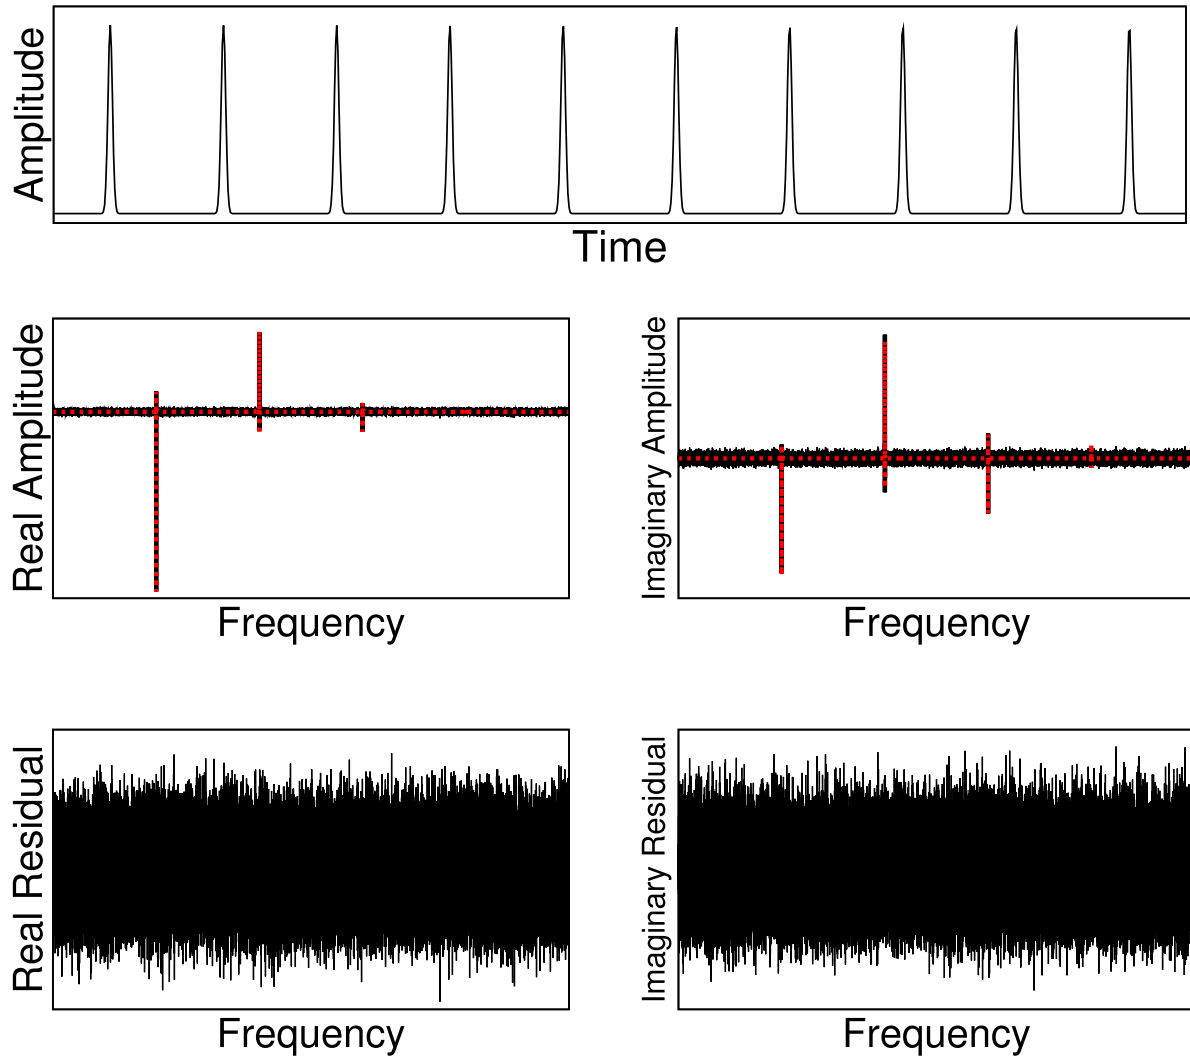 Amplitude
Time
Real Amplitude
Frequency
Imaginary Amplitude
Frequency
Real Residual
Frequency
Imaginary Residual
Frequency